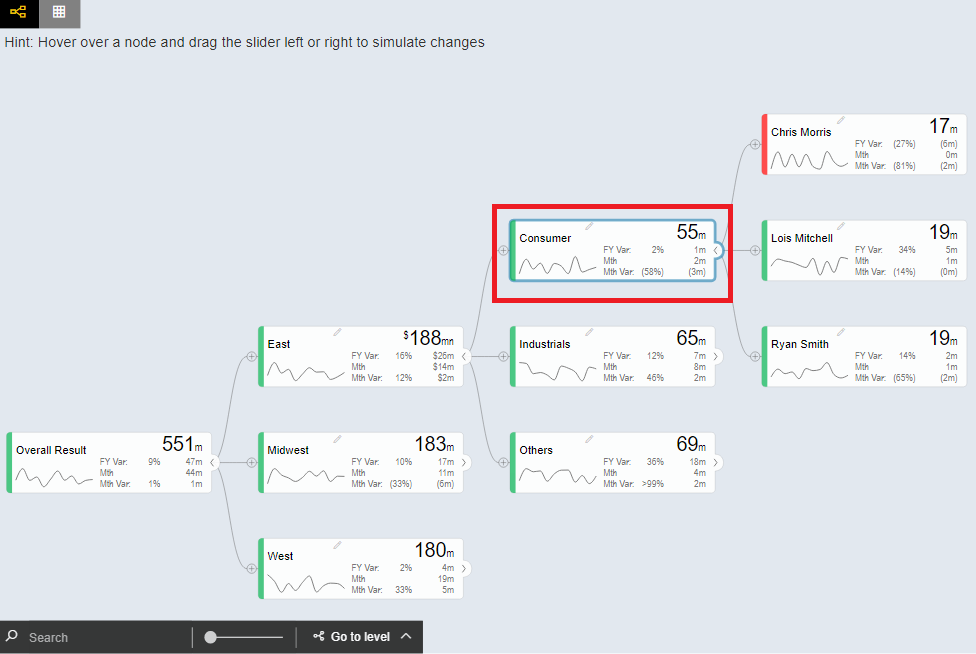 Hint: Hover over a node and drag the slider left or right to simulate changes
Chris Morris 17m
FY Var: (27%) (6m)
Mth 0m
Mth Var: (81%) (2m)
Consumer 55m
FY Var: 2% 1m
Mth 2m
Mth Var: (58%) (3m)
Lois Mitchell 19m
FY Var: 34% 5m
Mth 1m
Mth Var: (14%) (0m)
East $188mn
FY Var: 16% $26m
Mth $14m
Mth Var: 12% $2m
Industrials 65m
FY Var: 12% 7m
Mth 8m
Mth Var: 46% 2m
Ryan Smith 19m
FY Var: 14% 2m
Mth 1m
Mth Var: (65%) (2m)
Overall Result 551m
FY Var: 9% 47m
Mth 44m
Mth Var: 1% 1m
Midwest 183m
FY Var: 10% 17m
Mth 11m
Mth Var: (33%) (6m)
Others 69m
FY Var: 36% 18m
Mth 4m
Mth Var: >99% 2m
West 180m
FY Var: 2% 4m
Mth 19m
Mth Var: 33% 5m
Search Go to level